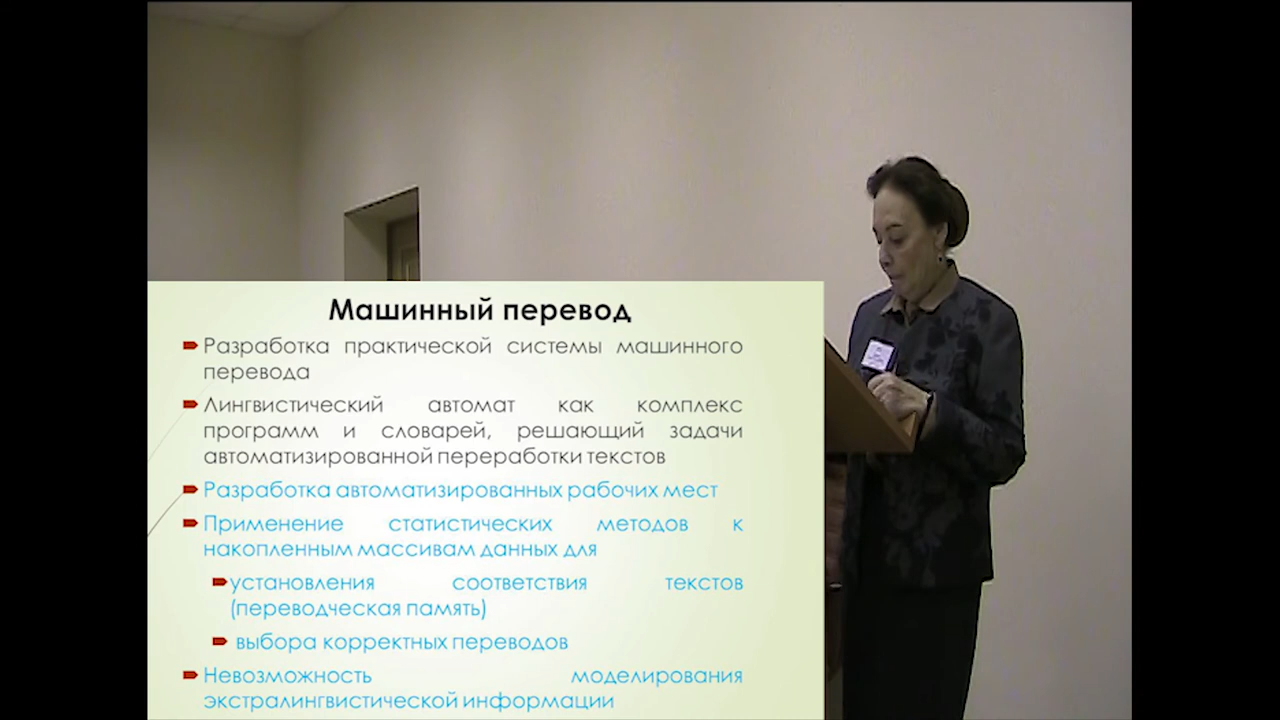 Машинный перевод
Разработка практической системы машинного
перевода
Лингвистический автомат как комплекс
программ и словарей, решающий задачи
автоматизированной переработки текстов
Разработка автоматизированных рабочих мест
Применение статистических методов к
накопленным массивам данных для
установления соответствия текстов
(переводческая память)
выбора корректных переводов
Невозможность моделирования
экстралингвистической информации